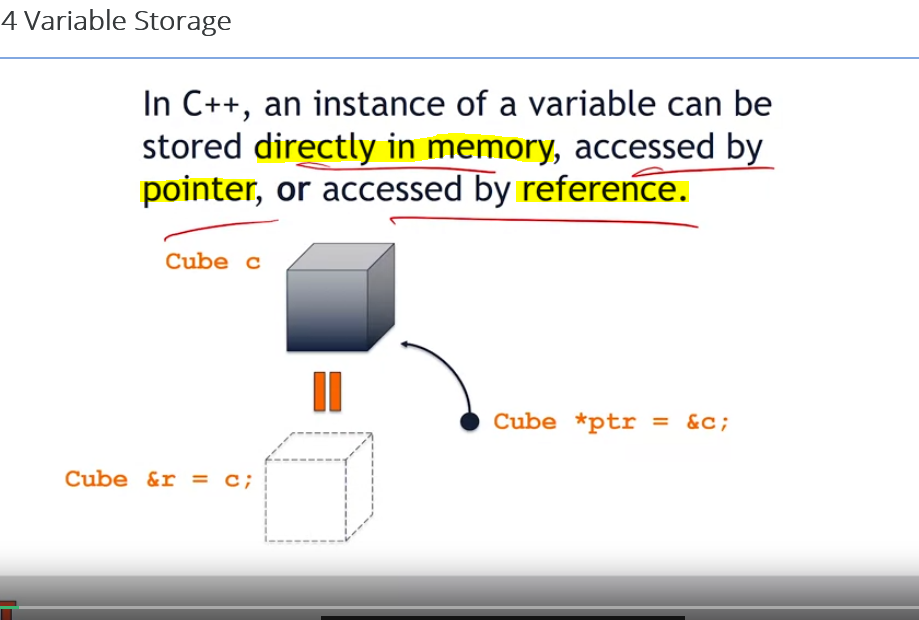 4 Variable Storage
In C++, an instance of a variable can be
stored directly in memory, accessed by
pointer, or accessed by reference.
Cube c
Cube *ptr = &c;
Cube &r = c;